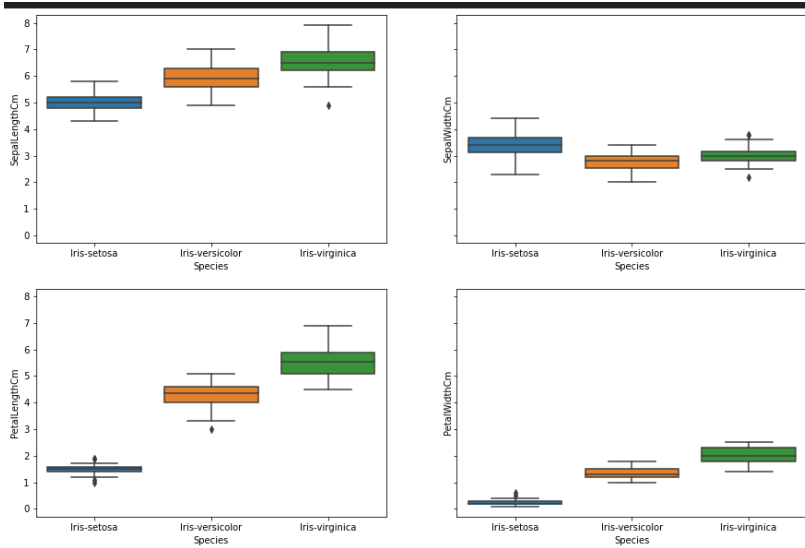 SepalLengthCm
8
7
6
5
4
3
2
1
0
Iris-setosa Iris-versicolor Iris-virginica
Species
SepalWidthCm
Iris-setosa Iris-versicolor Iris-virginica
Species
PetalLengthCm
8
7
6
5
4
3
2
1
0
Iris-setosa Iris-versicolor Iris-virginica
Species
PetalWidthCm
Iris-setosa Iris-versicolor Iris-virginica
Species